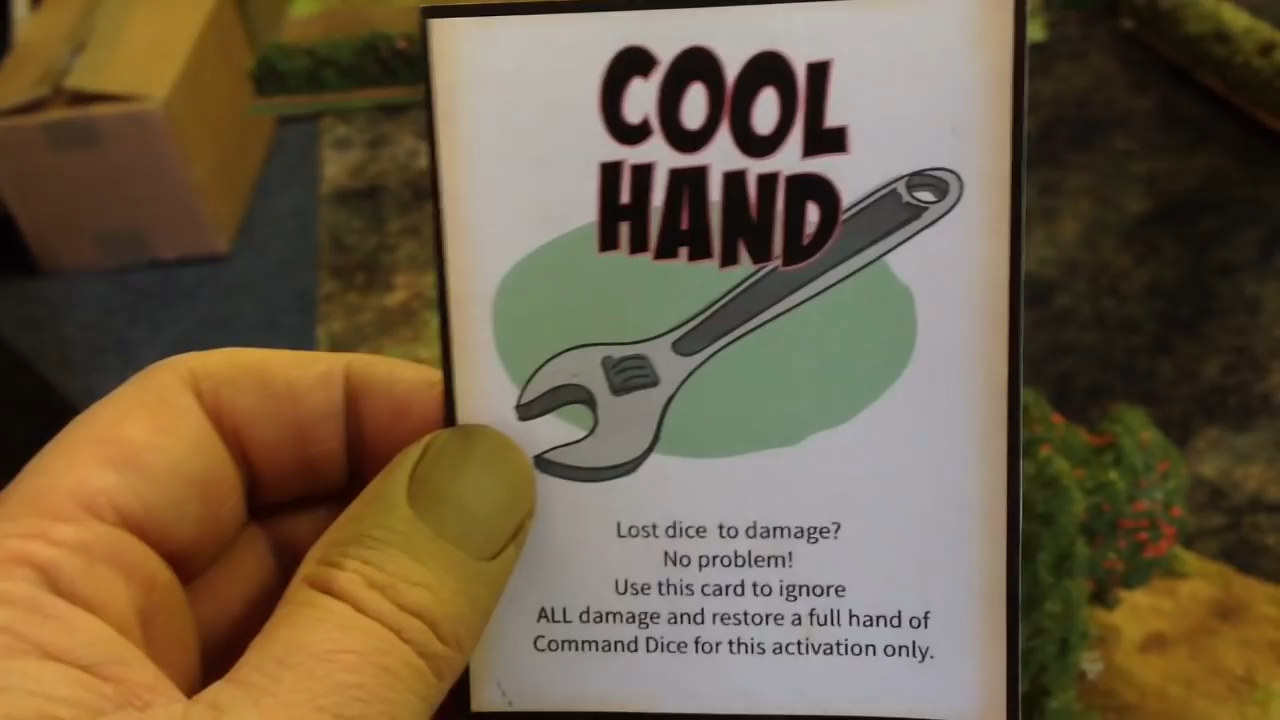 COOL
HAND
Lost dice to damage?
No problem!
Use this card to ignore
ALL damage and restore a full hand of
Command Dice for this activation only.